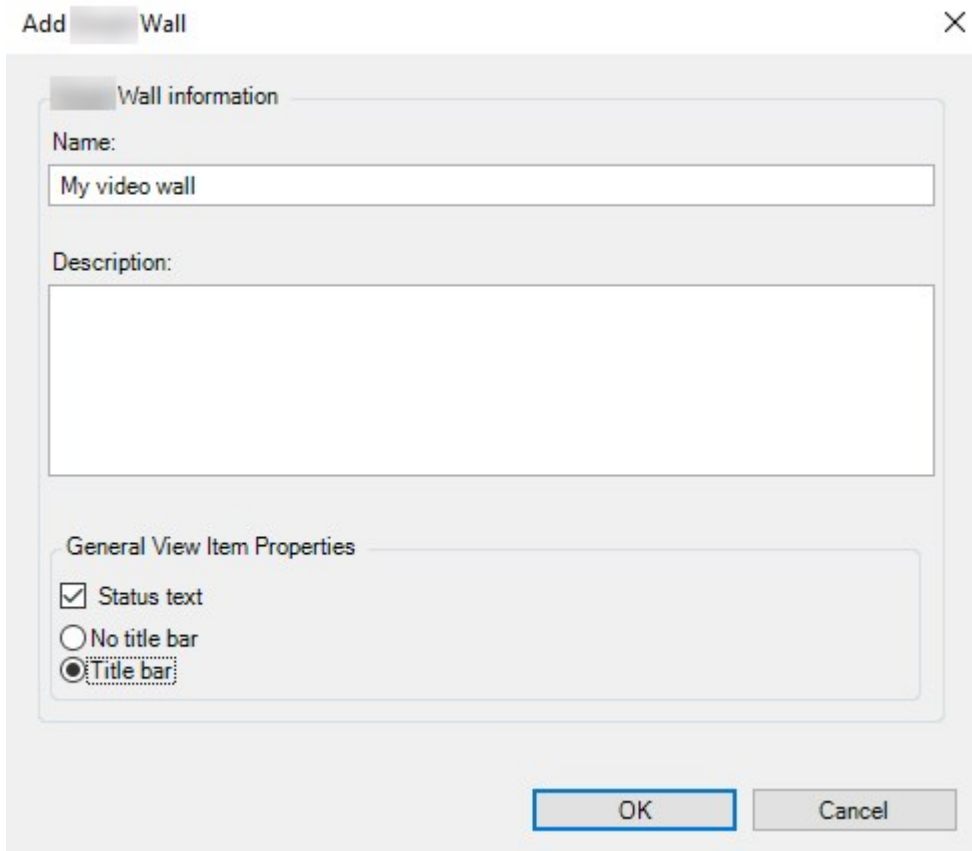 Add Wall
Wall information
Name:
My video wall
Description:
General View Item Properties
Status text
No title bar
Title bar
OK
Cancel